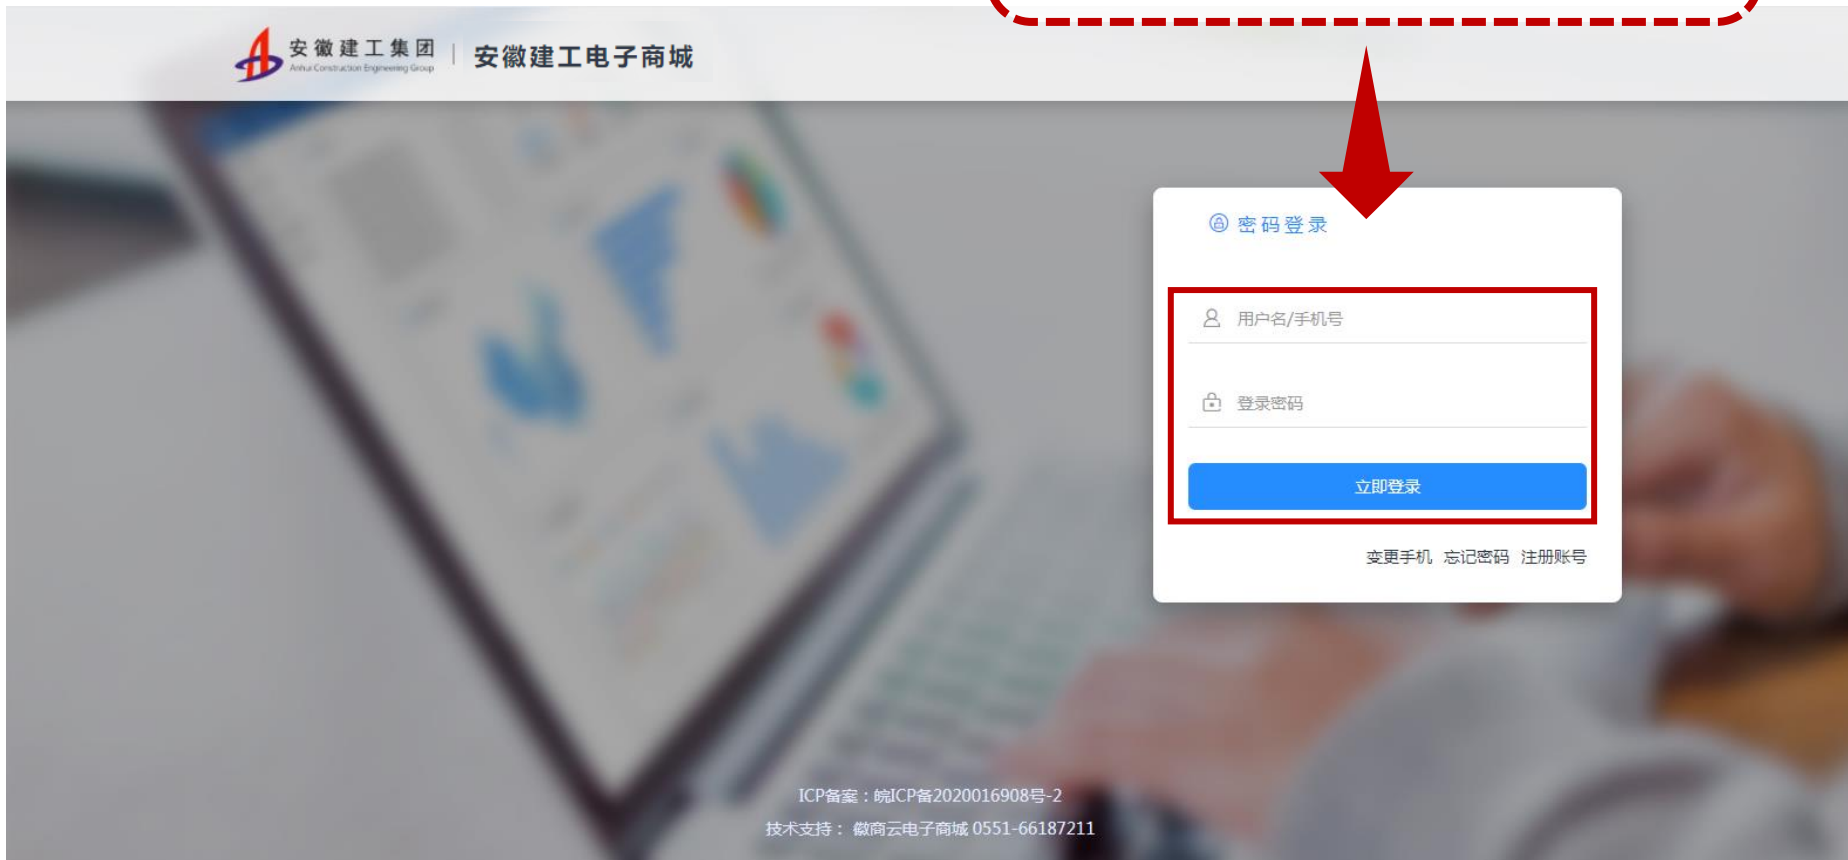 安徽建工集团
Anhui Construction Engineering Group
安徽建工电子商城
密码登录
用户名/手机号
登录密码
立即登录
变更手机 忘记密码 注册账号
ICP备案：皖ICP备2020016908号-2
技术支持： 徽商云电子商城 0551-66187211